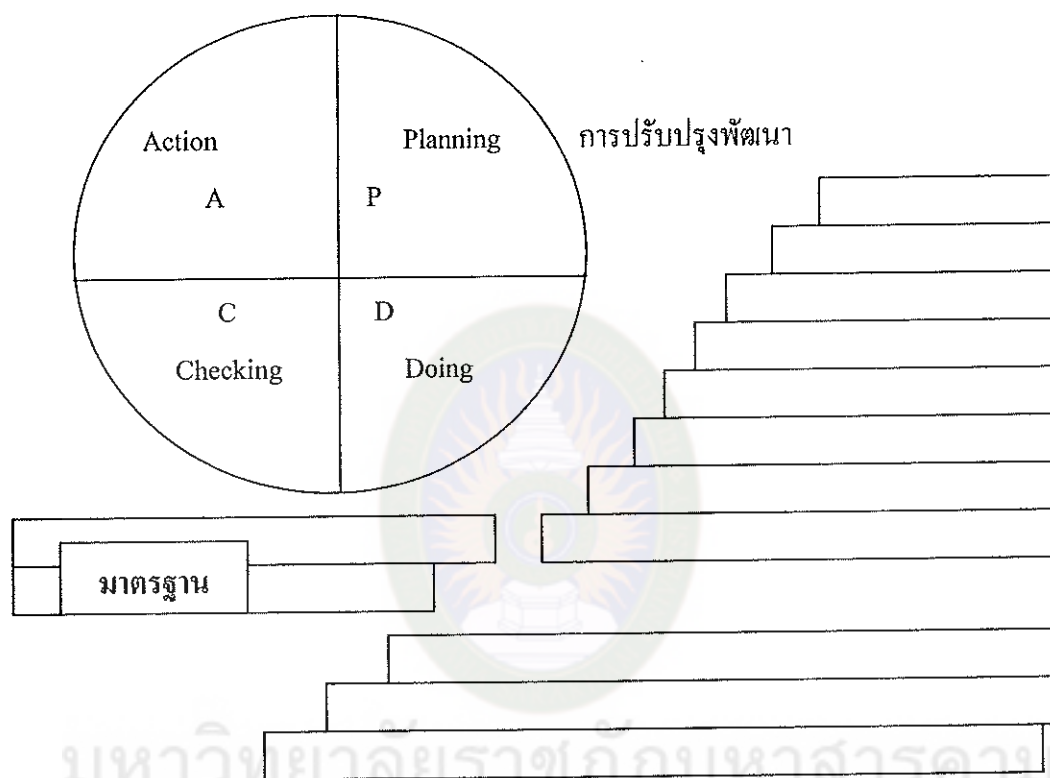 Action
Planning
การปรับปรุงพัฒนา
A
P
C
D
Checking
Doing
มาตรฐาน
มหาวิทยาลัยราชภัฏมหาสารคาม